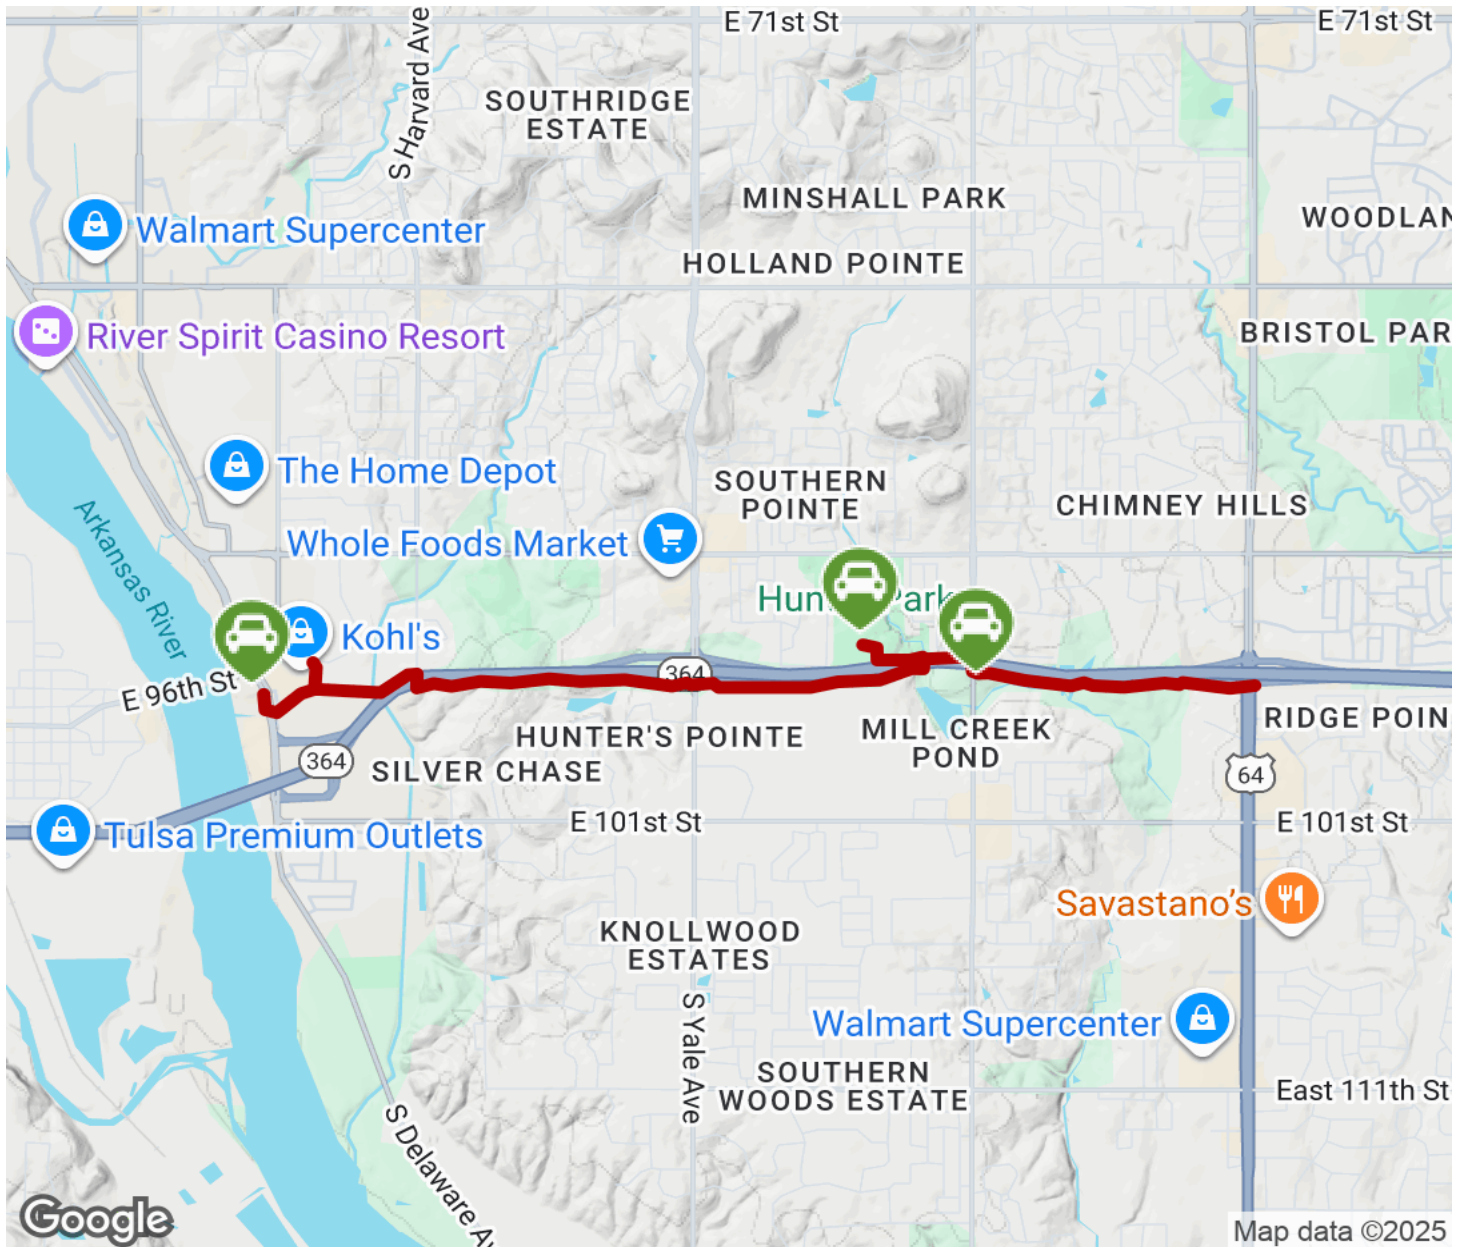 E 71st St
E 71st St
S Harvard Ave
SOUTHRIDGE
ESTATE
MINSHALL PARK
WOODLAN
Walmart Supercenter
HOLLAND POINTE
River Spirit Casino Resort
BRISTOL PAR
The Home Depot
SOUTHERN
POINTE
CHIMNEY HILLS
Whole Foods Market
Arkansas River
Hun Park
Kohl's
E 96th St
364
HUNTER'S POINTE
MILL CREEK
POND
RIDGE POIN
364
SILVER CHASE
64
E 101st St
E 101st St
Tulsa Premium Outlets
Savastano's
KNOLLWOOD
ESTATES
S Yale Ave
Walmart Supercenter
SOUTHERN
WOODS ESTATE
East 111th St
S Delaware Av
Google
Map data ©2025